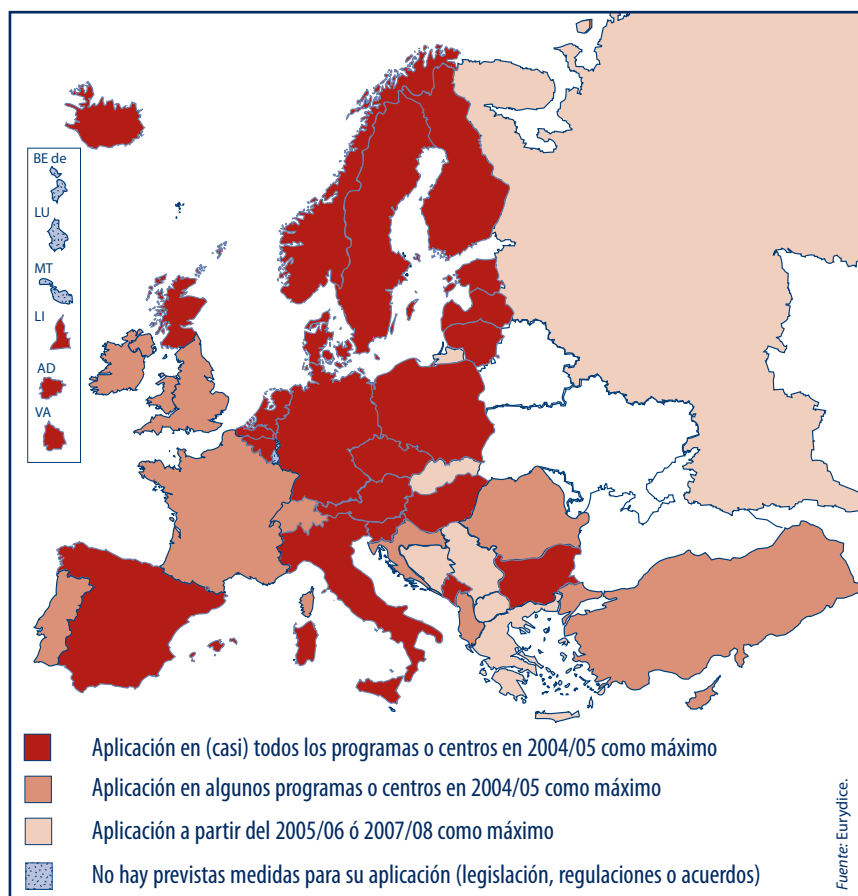 BE de
LU
MT
LI
AD
VA
Aplicación en (casi) todos los programas o centros en 2004/05 como máximo
Aplicación en algunos programas o centros en 2004/05 como máximo
Aplicación a partir del 2005/06 ó 2007/08 como máximo
No hay previstas medidas para su aplicación (legislación, regulaciones o acuerdos)
Fuente: Eurydice.